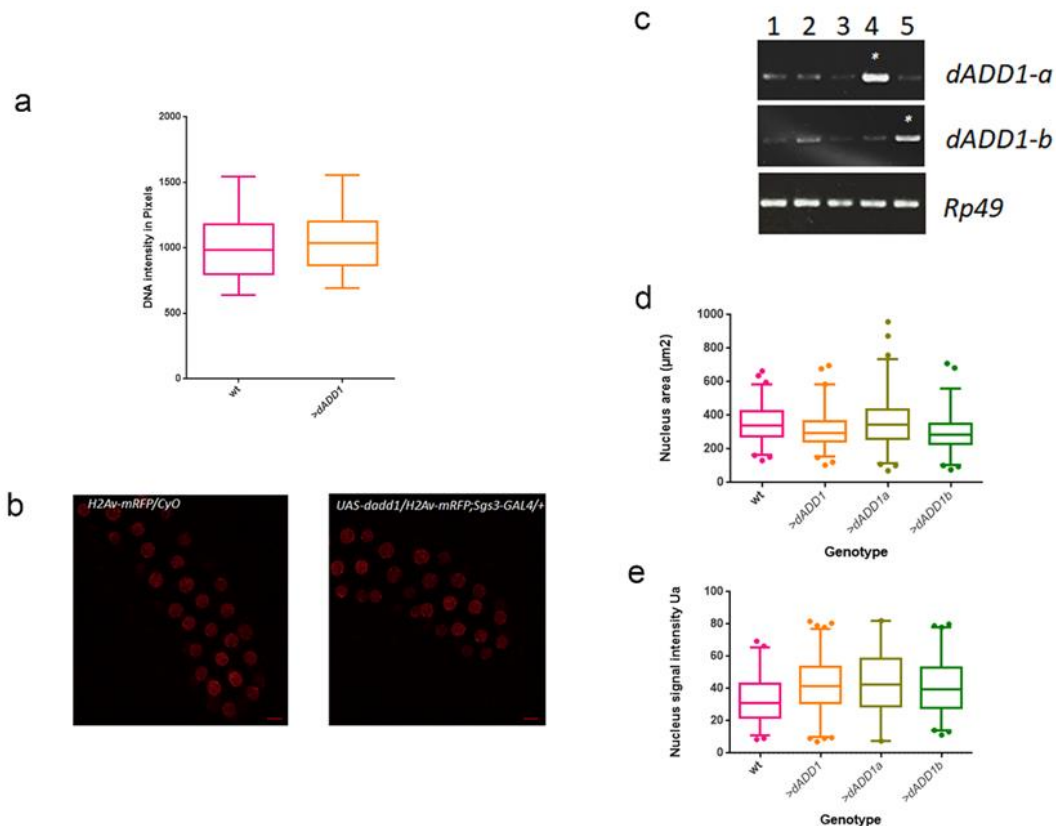 a
2000
1500
1000
500
0
DNA intensity in Pixels
wt
>dADD1
b
H2Av-mRFP/CyO
UAS-dadd1/H2Av-mRFP;Sgs3-GAL4/+
c
1 2 3 4 5
*
dADD1-a
*
dADD1-b
Rp49
d
1000
800
600
400
200
0
Nucleus area (µm2)
wt
>dADD1
>dADD1a
>dADD1b
Genotype
e
100
80
60
40
20
0
Nucleus signal intensity Ua
wt
>dADD1
>dADD1a
>dADD1b
Genotype